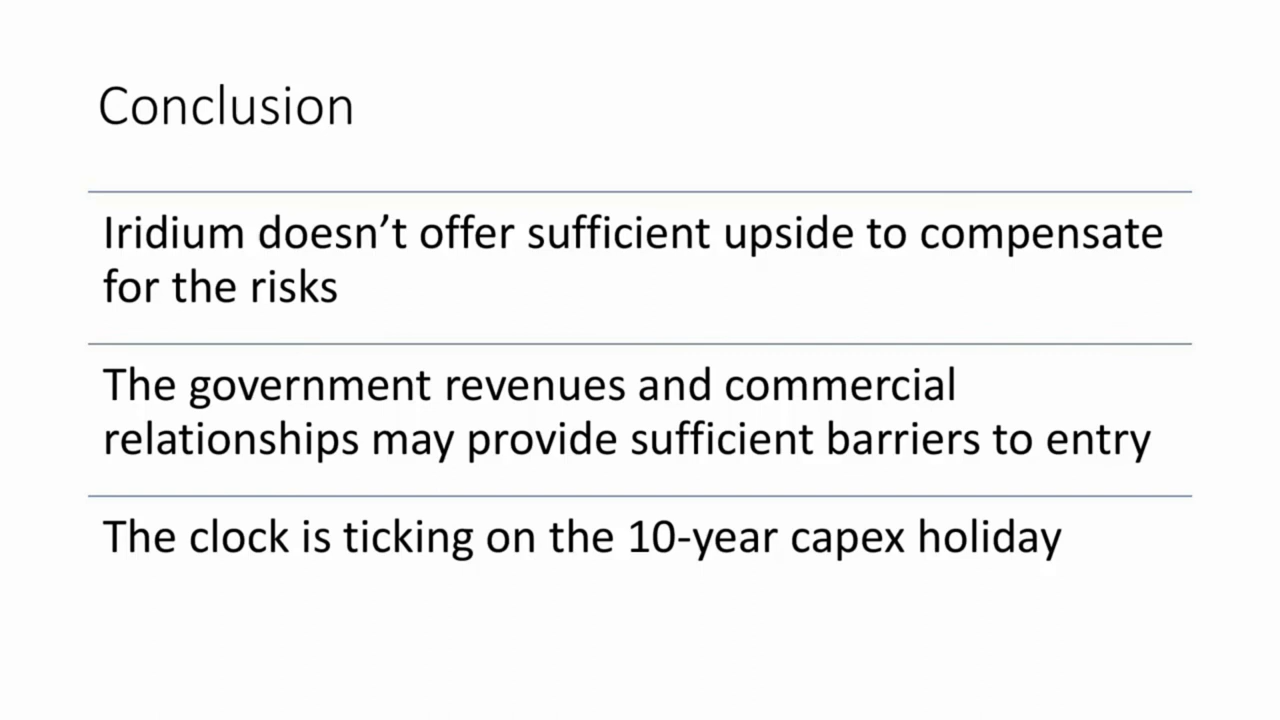 Conclusion
Iridium doesn’t offer sufficient upside to compensate
for the risks
The government revenues and commercial
relationships may provide sufficient barriers to entry
The clock is ticking on the 10-year capex holiday